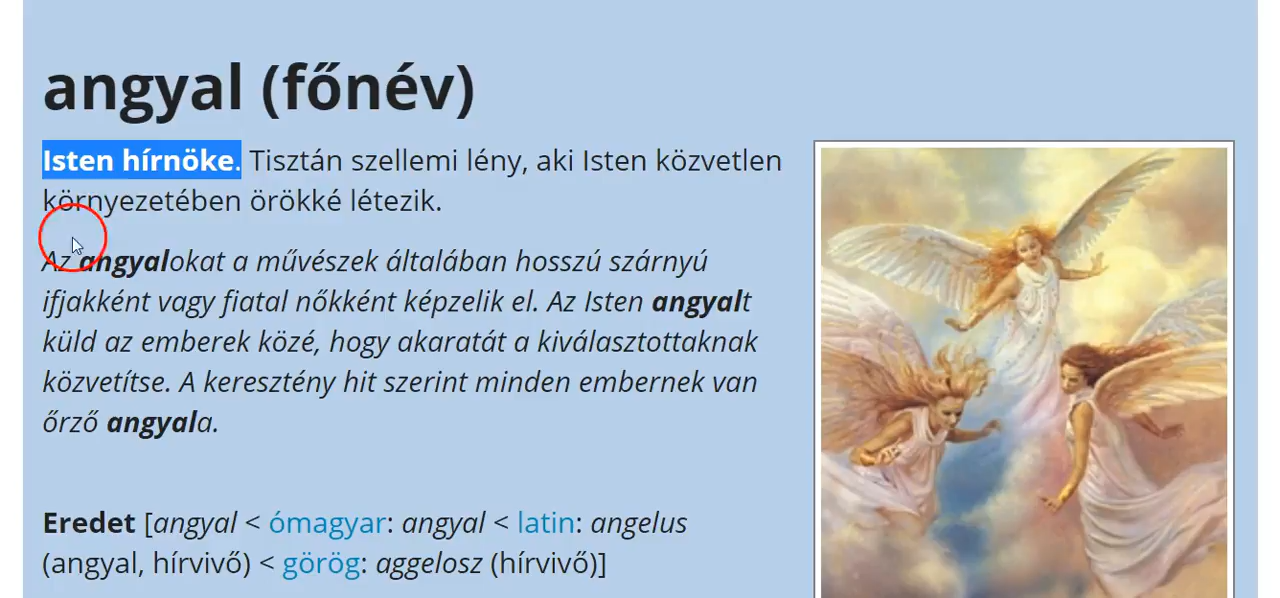 angyal (főnév)
Isten hírnöke. Tisztán szellemi lény, aki Isten közvetlen
környezetében örökké létezik.
Az angyalokat a művészek általában hosszú szárnyú
ifjakként vagy fiatal nőkként képzelik el. Az Isten angyalt
küld az emberek közé, hogy akaratát a kiválasztottaknak
közvetítse. A keresztény hit szerint minden embernek van
őrző angyala.
Eredet [angyal < ómagyar: angyal < latin: angelus
(angyal, hírvivő) < görög: aggelosz (hírvivő)]